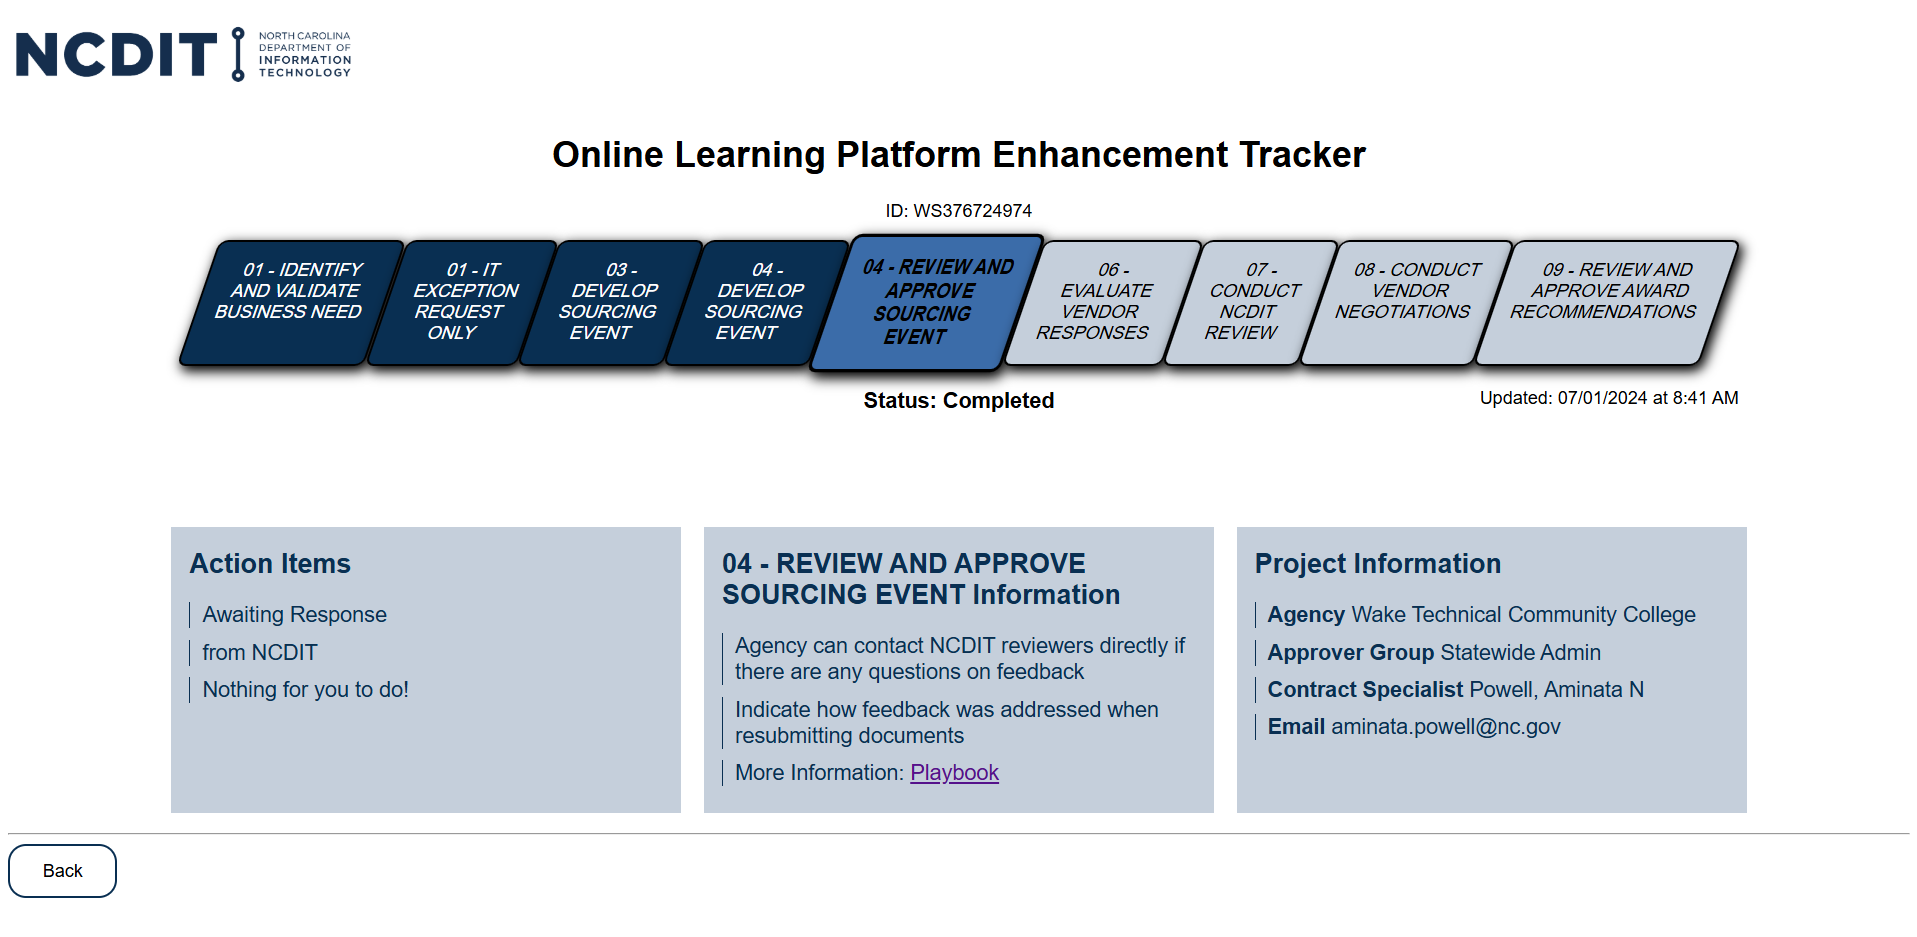 NCDIT
NORTH CAROLINA
DEPARTMENT OF
INFORMATION
TECHNOLOGY
Online Learning Platform Enhancement Tracker
ID: WS376724974
01 - IDENTIFY
AND VALIDATE
BUSINESS NEED
01 - IT
EXCEPTION
REQUEST
ONLY
03 -
DEVELOP
SOURCING
EVENT
04 -
DEVELOP
SOURCING
EVENT
04 - REVIEW AND
APPROVE
SOURCING
EVENT
06 -
EVALUATE
VENDOR
RESPONSES
07 -
CONDUCT
NCDIT
REVIEW
08 - CONDUCT
VENDOR
NEGOTIATIONS
09 - REVIEW AND
APPROVE AWARD
RECOMMENDATIONS
Status: Completed
Updated: 07/01/2024 at 8:41 AM
Action Items
Awaiting Response
from NCDIT
Nothing for you to do!
04 - REVIEW AND APPROVE
SOURCING EVENT Information
Agency can contact NCDIT reviewers directly if
there are any questions on feedback
Indicate how feedback was addressed when
resubmitting documents
More Information: Playbook
Project Information
Agency Wake Technical Community College
Approver Group Statewide Admin
Contract Specialist Powell, Aminata N
Email aminata.powell@nc.gov
Back